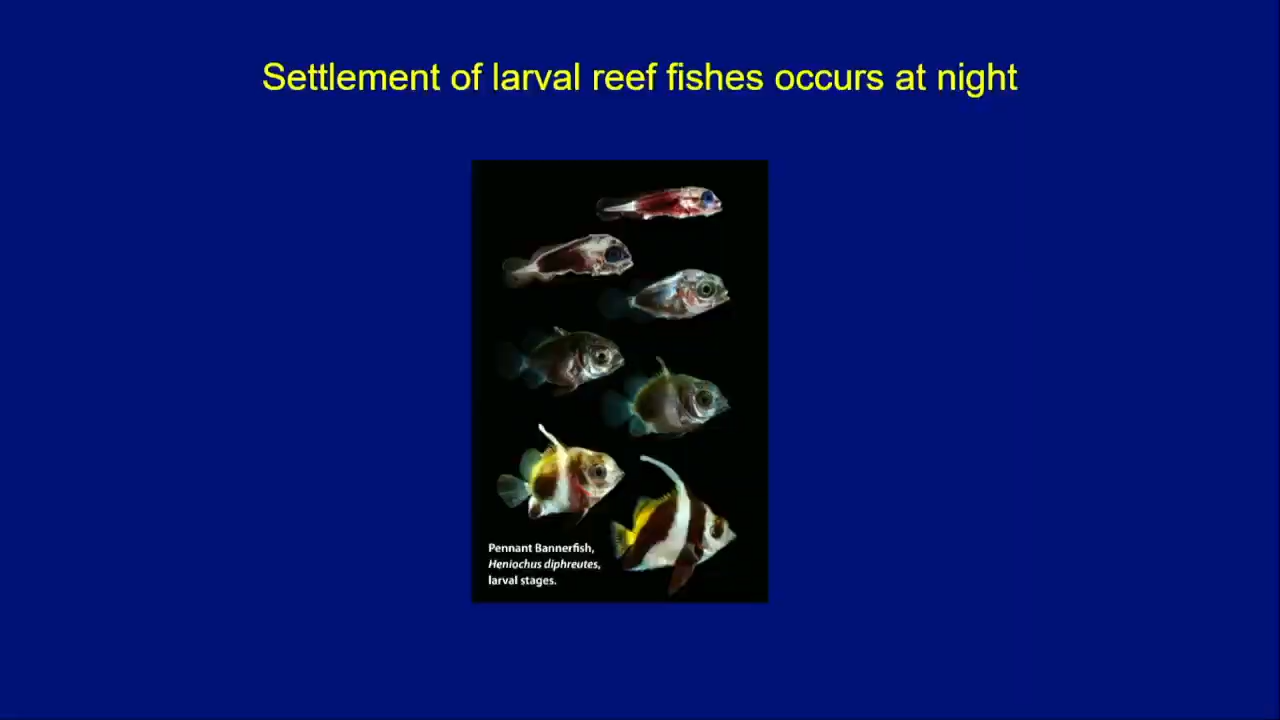 Settlement of larval reef fishes occurs at night
Pennant Bannerfish,
Heniochus diphreutes,
larval stages.